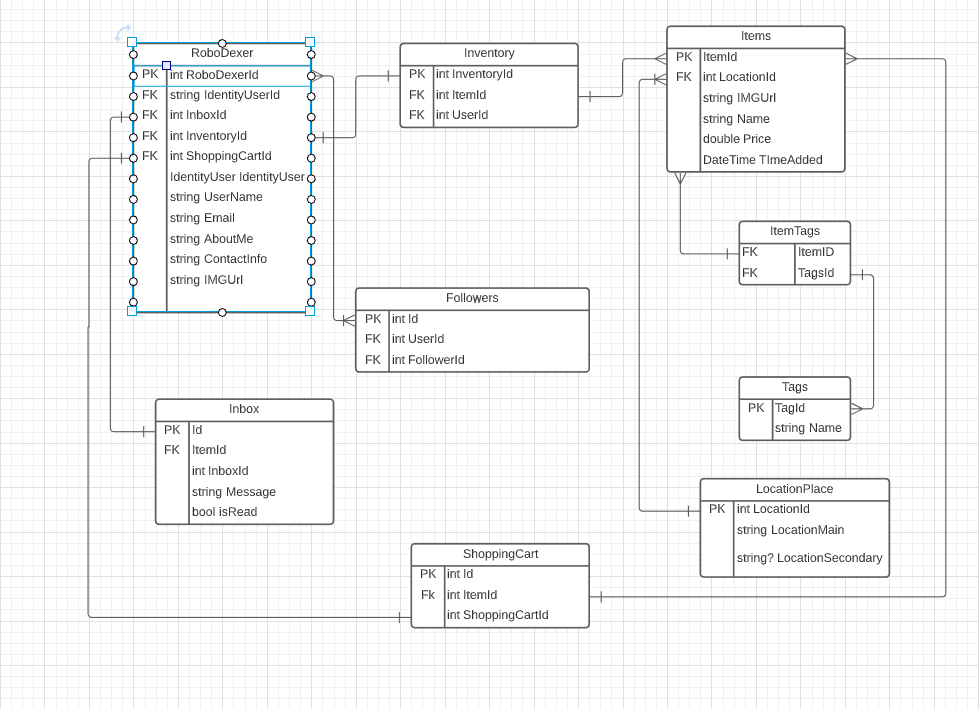 RoboDexer
PK int RoboDexerId
FK string IdentityUserId
FK int InboxId
FK int InventoryId
FK int ShoppingCartId
IdentityUser IdentityUser
string UserName
string Email
string AboutMe
string ContactInfo
string IMGUrl
Inventory
PK int InventoryId
FK int ItemId
FK int UserId
Items
PK ItemId
FK int LocationId
string IMGUrl
string Name
double Price
DateTime TImeAdded
ItemTags
FK ItemID
FK TagsId
Followers
PK int Id
FK int UserId
FK int FollowerId
Tags
PK TagId
string Name
Inbox
PK Id
FK ItemId
int InboxId
string Message
bool isRead
LocationPlace
PK int LocationId
string LocationMain
string? LocationSecondary
ShoppingCart
PK int Id
Fk int ItemId
int ShoppingCartId